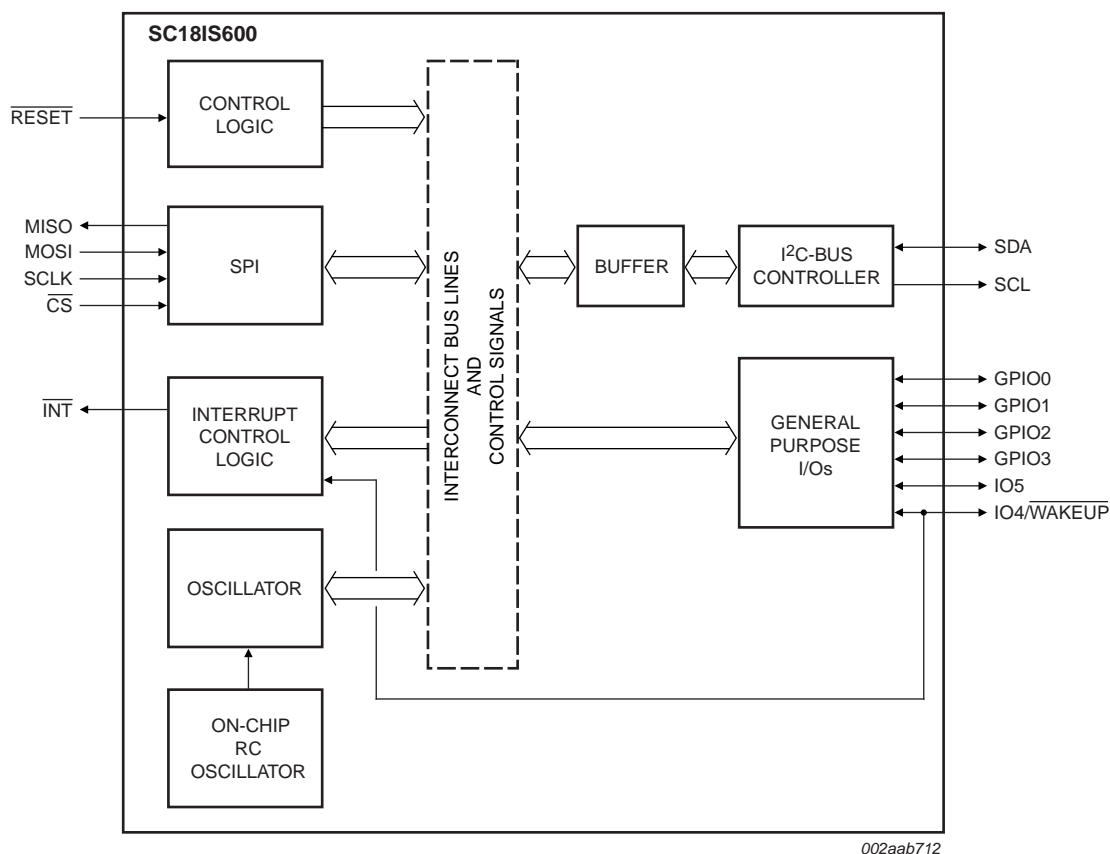 SC18IS600
RESET
CONTROL
LOGIC
MISO
MOSI
SCLK
CS
SPI
INT
INTERRUPT
CONTROL
LOGIC
OSCILLATOR
ON-CHIP
RC
OSCILLATOR
INTERCONNECT BUS LINES
AND
CONTROL SIGNALS
BUFFER
I²C-BUS
CONTROLLER
SDA
SCL
GENERAL
PURPOSE
I/Os
GPIO0
GPIO1
GPIO2
GPIO3
IO5
IO4/WAKEUP
002aab712